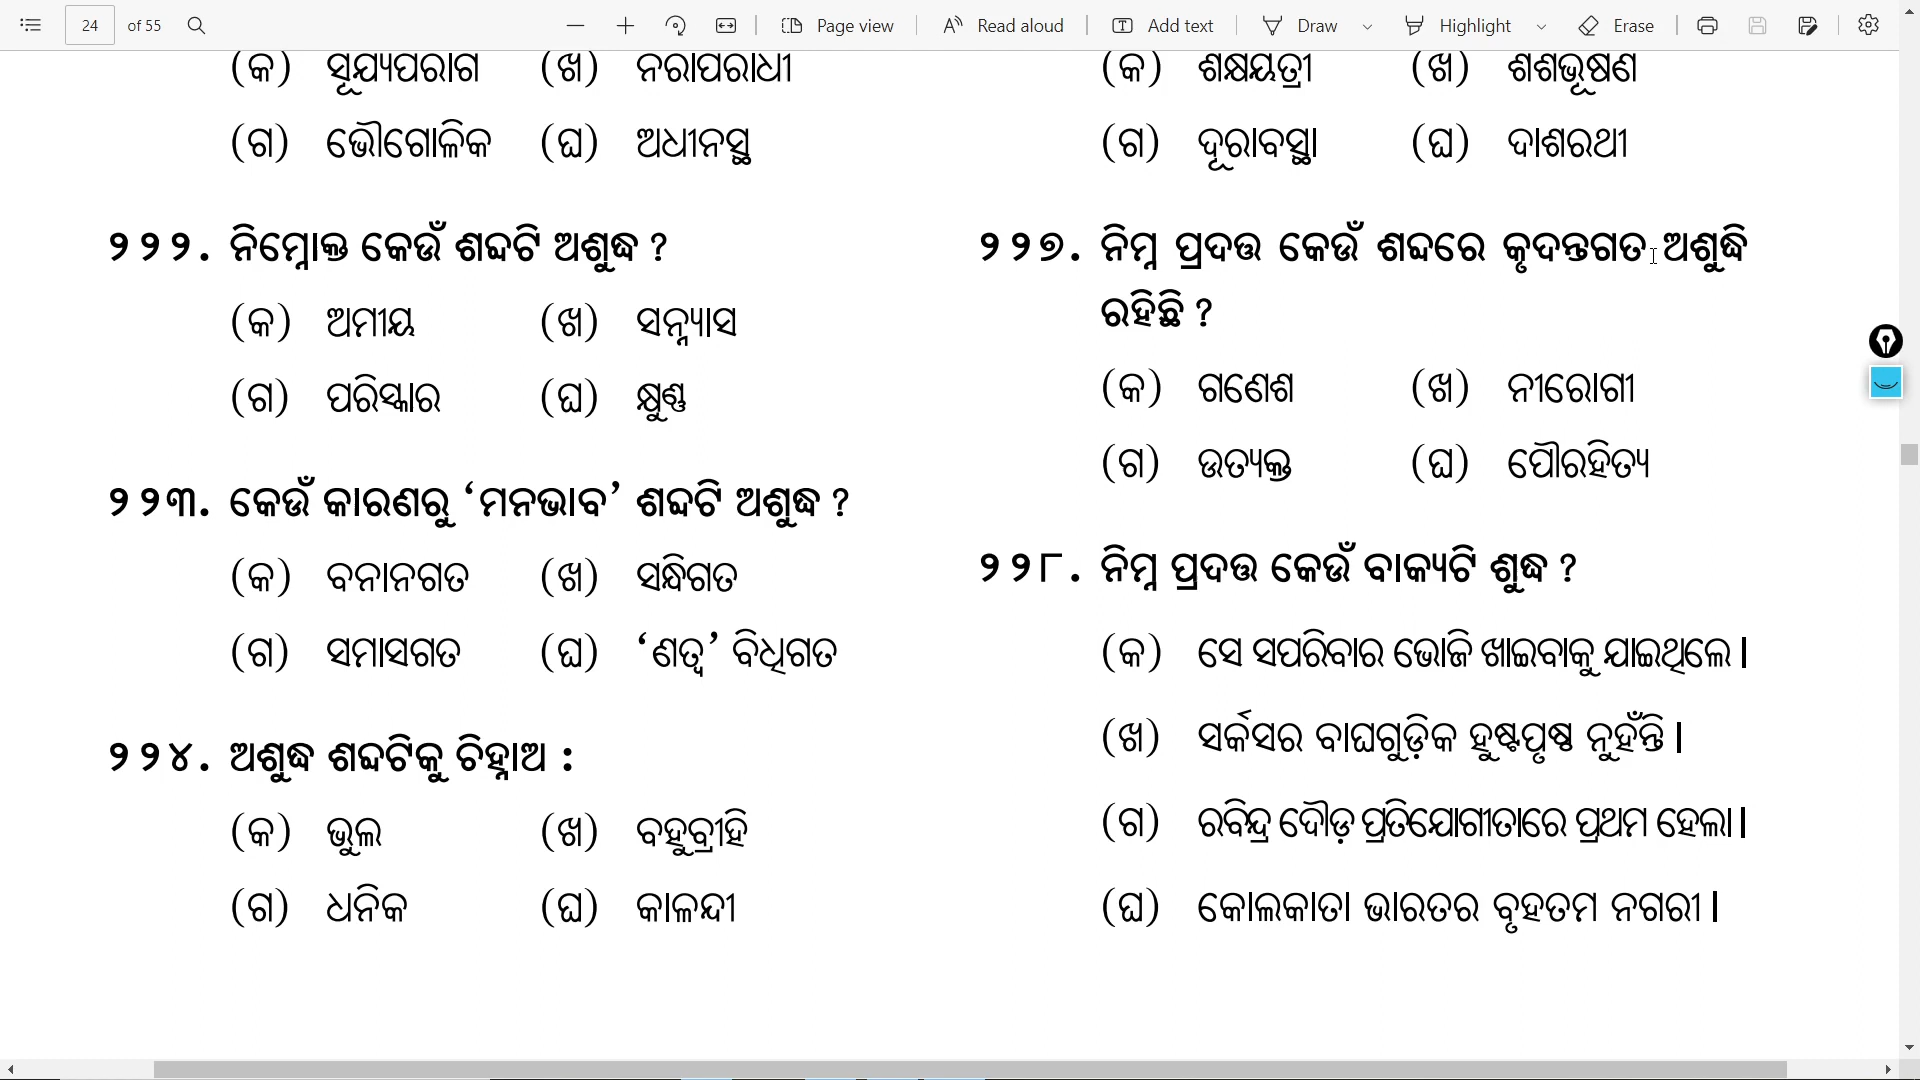 24 of 55 Page view Read aloud Add text Draw Highlight Erase
(କ) ସୂଯ୍ୟପରାଗ (ଖ) ନରାପରାଧୀ
(ଗ) ଭୌଗୋଳିକ (ଘ) ଅଧୀନସ୍ଥ
୨୨୨. ନିମ୍ନୋକ୍ତ କେଉଁ ଶବ୍ଦଟି ଅଶୁଦ୍ଧ ?
(କ) ଅମୀୟ (ଖ) ସନ୍ନ୍ୟାସ
(ଗ) ପରିସ୍କାର (ଘ) କ୍ଷୁଣ୍ଣ
୨୨୩. କେଉଁ କାରଣରୁ ‘ମନଭାବ’ ଶବ୍ଦଟି ଅଶୁଦ୍ଧ ?
(କ) ବନାନଗତ (ଖ) ସନ୍ଧିଗତ
(ଗ) ସମାସଗତ (ଘ) ‘ଣତ୍ୱ’ ବିଧିଗତ
୨୨୪. ଅଶୁଦ୍ଧ ଶବ୍ଦଟିକୁ ଚିହ୍ନାଅ :
(କ) ଭୁଲ (ଖ) ବହୁବ୍ରୀହି
(ଗ) ଧନିକ (ଘ) କାଳନ୍ଦୀ
(କ) ଶକ୍ଷୟତ୍ରୀ (ଖ) ଶଶଭୂଷଣ
(ଗ) ଦୂରାବସ୍ଥା (ଘ) ଦାଶରଥୀ
୨୨୭. ନିମ୍ନ ପ୍ରଦତ୍ତ କେଉଁ ଶବ୍ଦରେ କୃଦନ୍ତଗତ ଅଶୁଦ୍ଧି
ରହିଛି ?
(କ) ଗଣେଶ (ଖ) ନୀରୋଗୀ
(ଗ) ଉତ୍ୟକ୍ତ (ଘ) ପୌରହିତ୍ୟ
୨୨୮. ନିମ୍ନ ପ୍ରଦତ୍ତ କେଉଁ ବାକ୍ୟଟି ଶୁଦ୍ଧ ?
(କ) ସେ ସପରିବାର ଭୋଜି ଖାଇବାକୁ ଯାଇଥିଲେ।
(ଖ) ସର୍କସର ବାଘଗୁଡ଼ିକ ହୃଷ୍ଟପୃଷ୍ଠ ନୁହଁନ୍ତି।
(ଗ) ରବିନ୍ଦ୍ର ଦୌଡ଼ ପ୍ରତିଯୋଗୀତାରେ ପ୍ରଥମ ହେଲା।
(ଘ) କୋଲକାତା ଭାରତର ବୃହତମ ନଗରୀ।